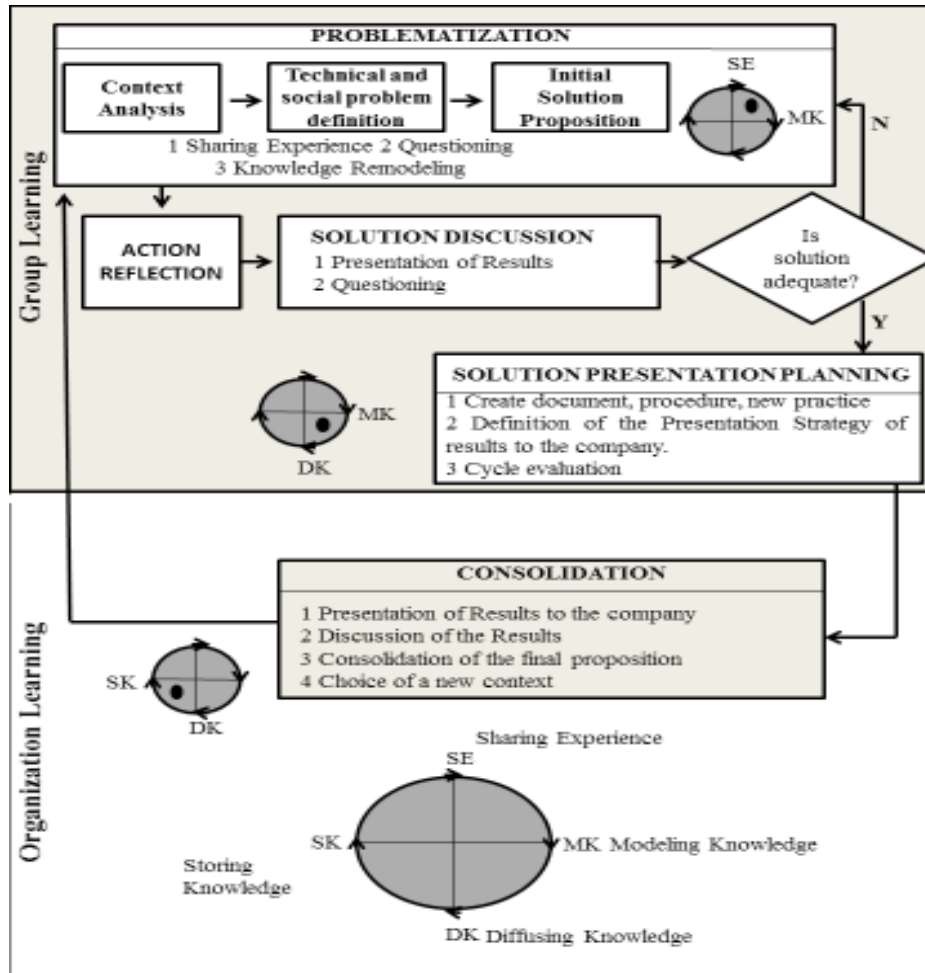 PROBLEMATIZATION
Context
Analysis
Technical and
social problem
definition
Initial
Solution
Proposition
SE
MK
N
1 Sharing Experience 2 Questioning
3 Knowledge Remodeling
Group Learning
ACTION
REFLECTION
SOLUTION DISCUSSION
1 Presentation of Results
2 Questioning
Is
solution
adequate?
Y
SOLUTION PRESENTATION PLANNING
1 Create document, procedure, new practice
2 Definition of the Presentation Strategy of
results to the company.
3 Cycle evaluation
MK
DK
Organization Learning
CONSOLIDATION
1 Presentation of Results to the company
2 Discussion of the Results
3 Consolidation of the final proposition
4 Choice of a new context
SK
DK
Sharing Experience
SE
SK
MK Modeling Knowledge
Storing
Knowledge
DK Diffusing Knowledge